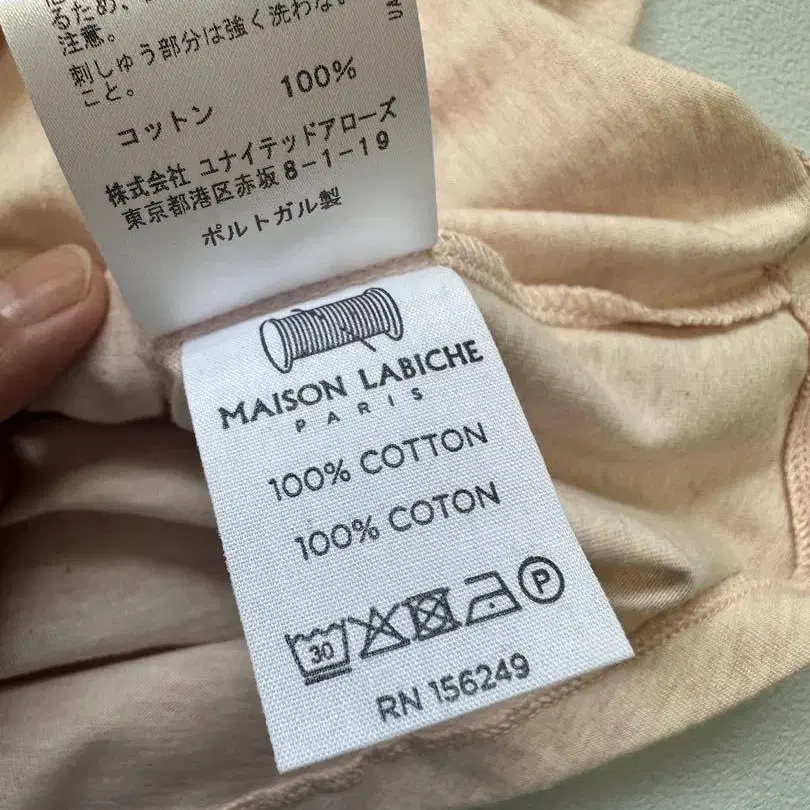 るため、
注意。
刺しゅう部分は強く洗わない
こと。
コットン 100%
株式会社 ユナイテッドアローズ
東京都港区赤坂8-1-19
ポルトガル製
MAISON LABICHE
PARIS
100% COTTON
100% COTON
30
P
RN 156249